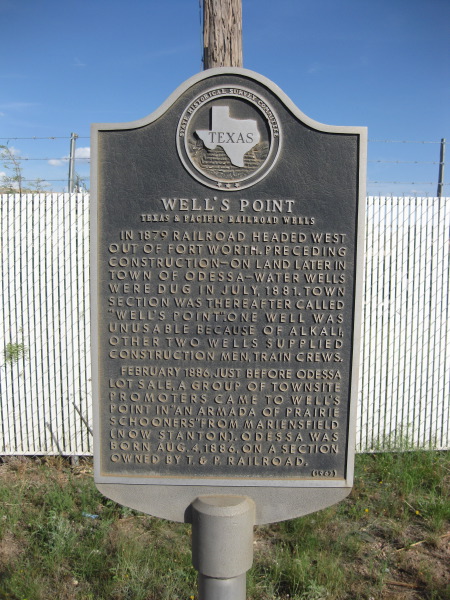 STATE HISTORICAL SURVEY COMMITTEE
TEXAS
WELL'S POINT
TEXAS & PACIFIC RAILROAD WELLS
IN 1879 RAILROAD HEADED WEST
OUT OF FORT WORTH. PRECEDING
CONSTRUCTION—ON LAND LATER IN
TOWN OF ODESSA—WATER WELLS
WERE DUG IN JULY, 1881. TOWN
SECTION WAS THEREAFTER CALLED
"WELL'S POINT". ONE WELL WAS
UNUSABLE BECAUSE OF ALKALI,
OTHER TWO WELLS SUPPLIED
CONSTRUCTION MEN, TRAIN CREWS.
FEBRUARY 1886, JUST BEFORE ODESSA
LOT SALE, A GROUP OF TOWNSITE
PROMOTERS CAME TO WELL'S
POINT IN "AN ARMADA OF PRAIRIE
SCHOONERS" FROM MARIENSFIELD
(NOW STANTON). ODESSA WAS
BORN AUG. 4, 1886, ON A SECTION
OWNED BY T. & P. RAILROAD.
(1965)